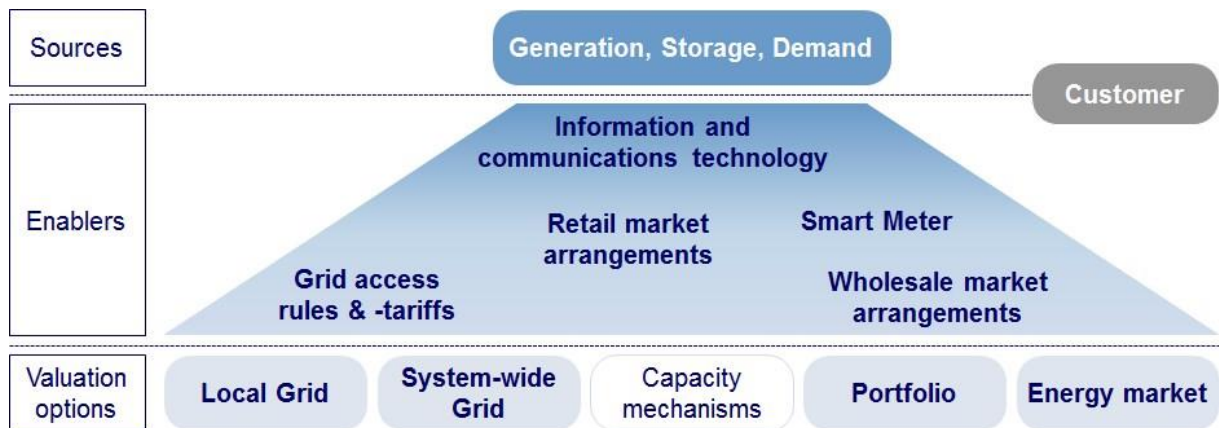 Sources
Generation, Storage, Demand
Customer
Enablers
Information and
communications technology
Retail market
arrangements
Smart Meter
Grid access
rules & -tariffs
Wholesale market
arrangements
Valuation
options
Local Grid
System-wide
Grid
Capacity
mechanisms
Portfolio
Energy market